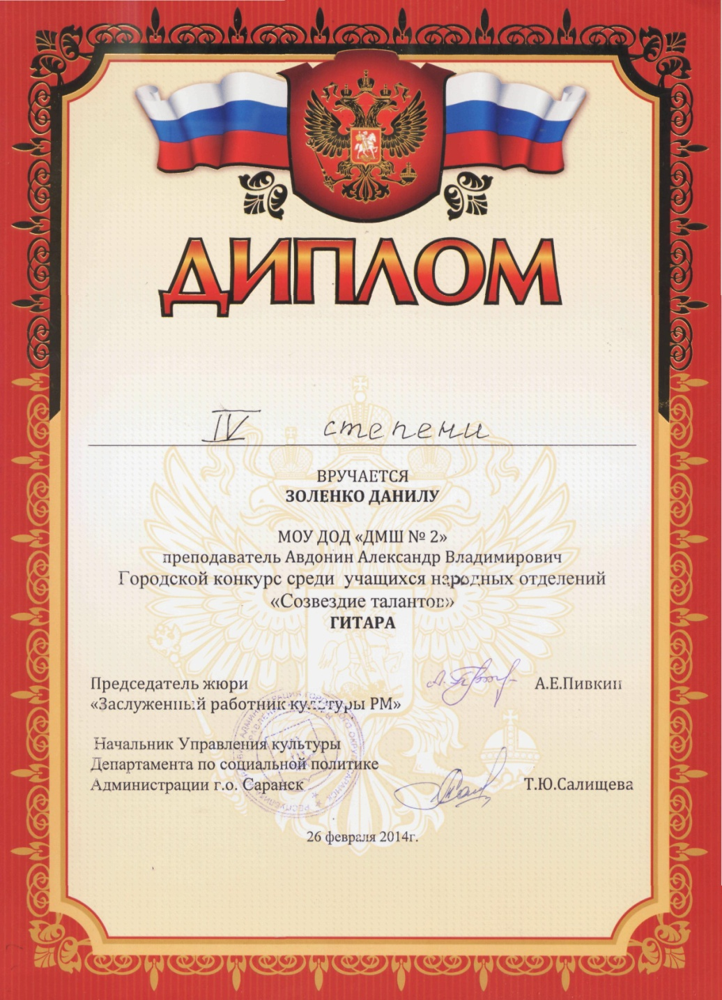 ДИПЛОМ
IV степени
ВРУЧАЕТСЯ
ЗОЛЕНКО ДАНИЛУ
МОУ ДОД «ДМШ № 2»
преподаватель Авдонин Александр Владимирович
Городской конкурс среди учащихся народных отделений
«Созвездие талантов»
ГИТАРА
Председатель жюри
«Заслуженный работник культуры РМ» А.Е.Пивкин
Начальник Управления культуры
Департамента по социальной политике
Администрации г.о. Саранск Т.Ю.Салищева
26 февраля 2014г.